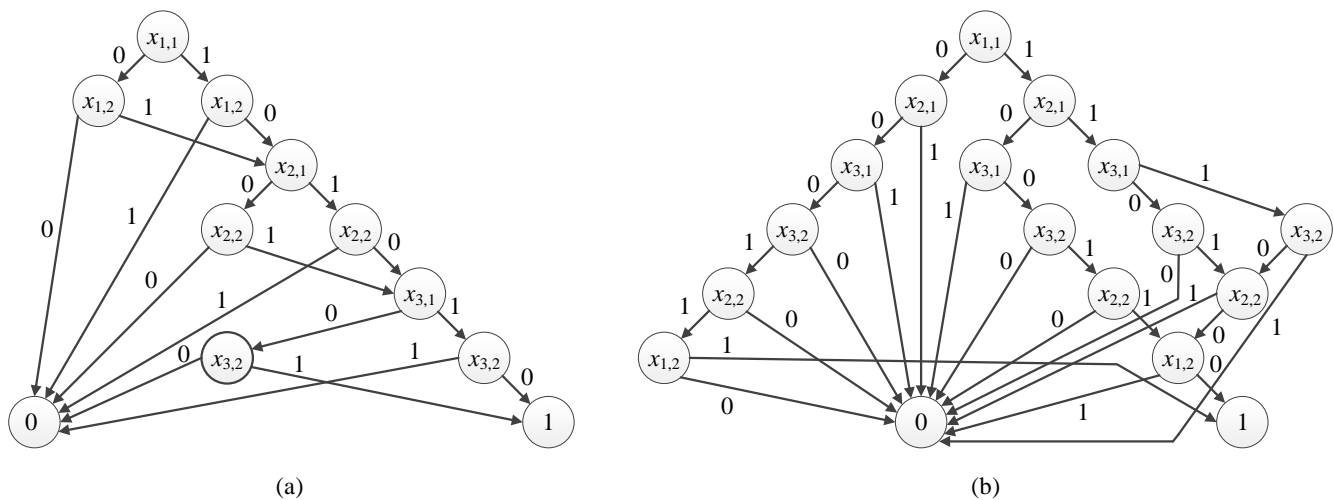 x1,1 x1,1
0 1 0 1
x1,2 x1,2 x2,1 x2,1
1 0 0 0 1
x2,1 1 x3,1 x3,1 x3,1 1
0 1 0 1 1 0 0
0 1 x2,2 x2,2 x3,2 x3,2 x3,2 x3,2
1 0 1 0 0 1 0 1 0
0 x3,1 x2,2 x2,2 x2,2
1 0 1 1 0 0 1 1 0 1
0 x3,2 1 1 x3,2 x1,2 1 x1,2 0
0 0 1
0 1 0 1
(a) (b)